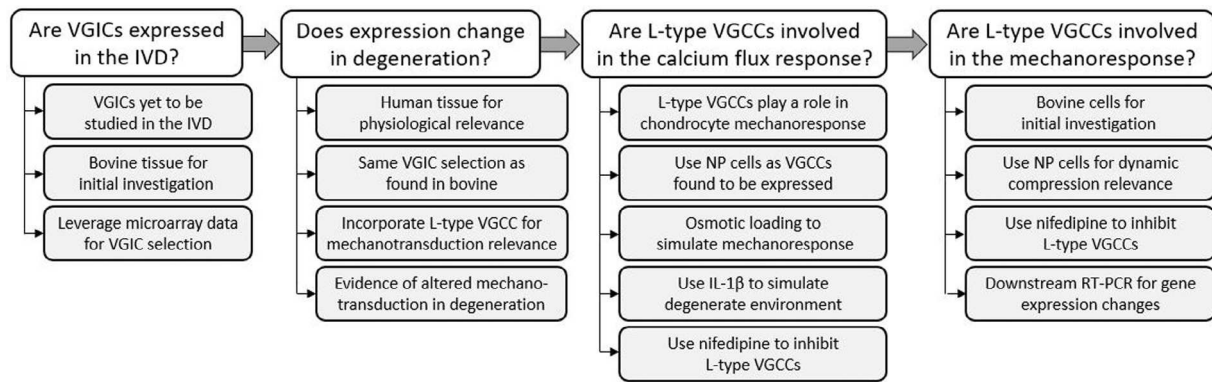 Are VGICs expressed
in the IVD?
VGICs yet to be
studied in the IVD
Bovine tissue for
initial investigation
Leverage microarray data
for VGIC selection
Does expression change
in degeneration?
Human tissue for
physiological relevance
Same VGIC selection as
found in bovine
Incorporate L-type VGCC for
mechanotransduction relevance
Evidence of altered mechano-
transduction in degeneration
Are L-type VGCCs involved
in the calcium flux response?
L-type VGCCs play a role in
chondrocyte mechanoresponse
Use NP cells as VGCCs
found to be expressed
Osmotic loading to
simulate mechanoresponse
Use IL-1β to simulate
degenerate environment
Use nifedipine to inhibit
L-type VGCCs
Are L-type VGCCs involved
in the mechanoresponse?
Bovine cells for
initial investigation
Use NP cells for dynamic
compression relevance
Use nifedipine to inhibit
L-type VGCCs
Downstream RT-PCR for gene
expression changes